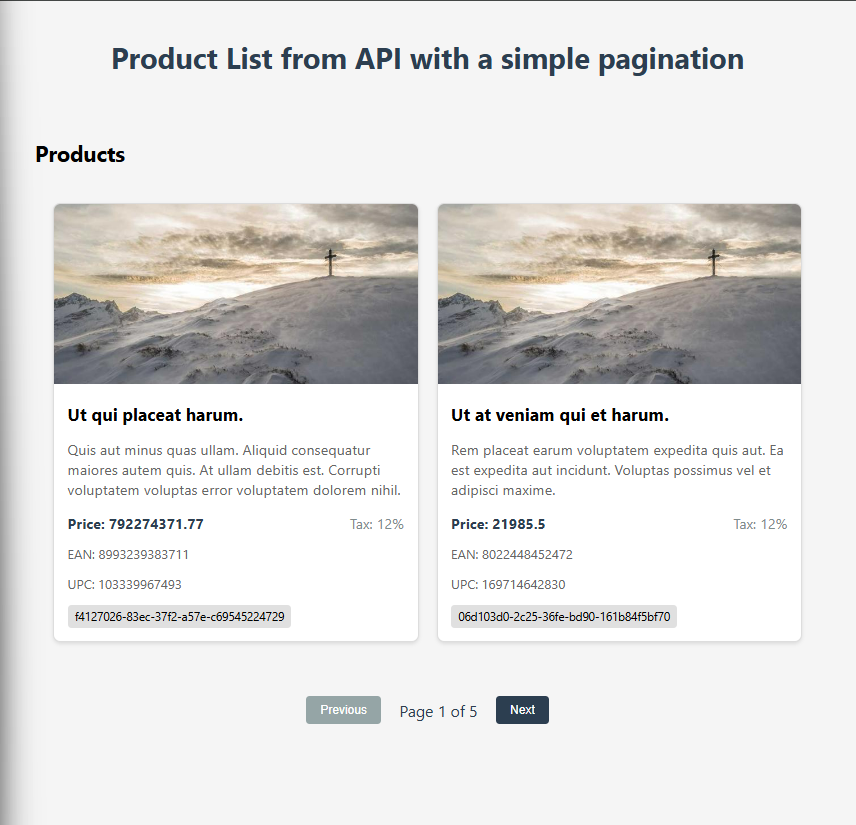 Product List from API with a simple pagination
Products
Ut qui placeat harum.
Quis aut minus quas ullam. Aliquid consequatur
maiores autem quis. At ullam debitis est. Corrupti
voluptatem voluptas error voluptatem dolorem nihil.
Price: 792274371.77 Tax: 12%
EAN: 8993239383711
UPC: 103339967493
f4127026-83ec-37f2-a57e-c69545224729
Ut at veniam qui et harum.
Rem placeat earum voluptatem expedita quis aut. Ea
est expedita aut incidunt. Voluptas possimus vel et
adipisci maxime.
Price: 21985.5 Tax: 12%
EAN: 8022448452472
UPC: 169714642830
06d103d0-2c25-36fe-bd90-161b84f5bf70
Previous Page 1 of 5 Next